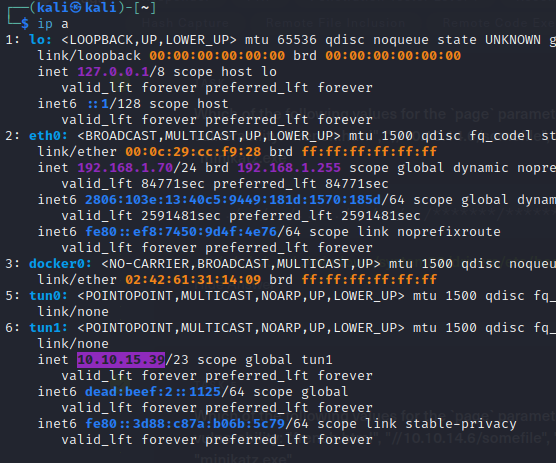 ┌──(kali㉿kali)-[~]
└─$ ip a
1: lo: <LOOPBACK,UP,LOWER_UP> mtu 65536 qdisc noqueue state UNKNOWN g
link/loopback 00:00:00:00:00:00 brd 00:00:00:00:00:00
inet 127.0.0.1/8 scope host lo
valid_lft forever preferred_lft forever
inet6 ::1/128 scope host
valid_lft forever preferred_lft forever
2: eth0: <BROADCAST,MULTICAST,UP,LOWER_UP> mtu 1500 qdisc fq_codel st
link/ether 00:0c:29:cc:f9:28 brd ff:ff:ff:ff:ff:ff
inet 192.168.1.70/24 brd 192.168.1.255 scope global dynamic nopre
valid_lft 84771sec preferred_lft 84771sec
inet6 2806:103e:13:40c5:9449:181d:1570:185d/64 scope global dynam
valid_lft 2591481sec preferred_lft 2591481sec
inet6 fe80::ef8:7450:9d4f:4e76/64 scope link noprefixroute
valid_lft forever preferred_lft forever
3: docker0: <NO-CARRIER,BROADCAST,MULTICAST,UP> mtu 1500 qdisc noqueu
link/ether 02:42:61:31:14:09 brd ff:ff:ff:ff:ff:ff
5: tun0: <POINTOPOINT,MULTICAST,NOARP,UP,LOWER_UP> mtu 1500 qdisc fq_
link/none
6: tun1: <POINTOPOINT,MULTICAST,NOARP,UP,LOWER_UP> mtu 1500 qdisc fq_
link/none
inet 10.10.15.39/23 scope global tun1
valid_lft forever preferred_lft forever
inet6 dead:beef:2::1125/64 scope global
valid_lft forever preferred_lft forever
inet6 fe80::3d88:c87a:b06b:5c79/64 scope link stable-privacy
valid_lft forever preferred_lft forever